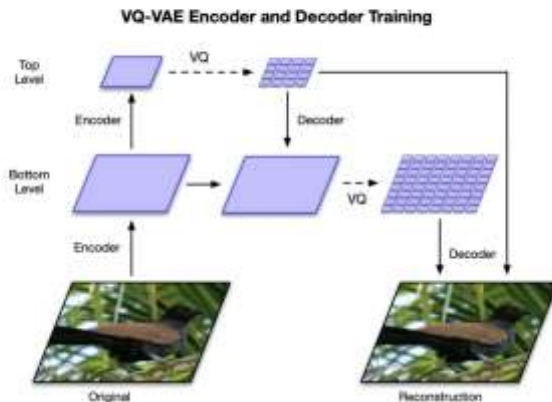 VQ-VAE Encoder and Decoder Training
Top
Level
VQ
Encoder
Decoder
Bottom
Level
VQ
Encoder
Decoder
Original
Reconstruction